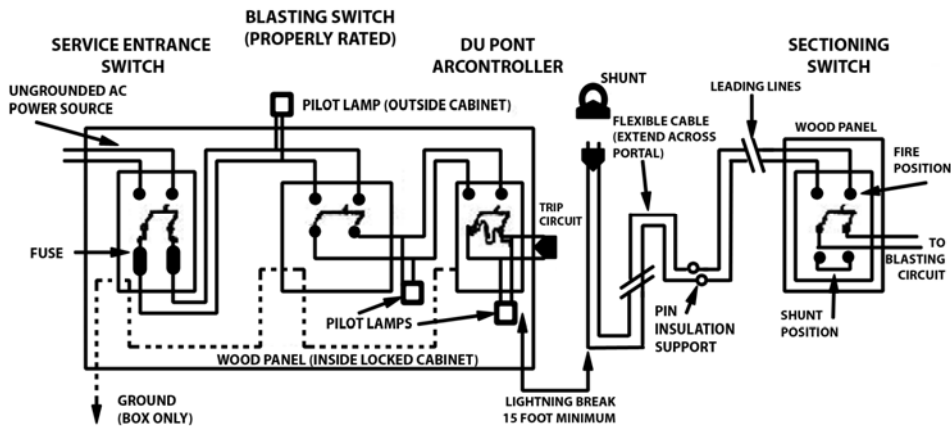 BLASTING SWITCH
(PROPERLY RATED)
SERVICE ENTRANCE
SWITCH
DU PONT
ARCONTROLLER
SECTIONING
SWITCH
UNGROUNDED AC
POWER SOURCE
PILOT LAMP (OUTSIDE CABINET)
SHUNT
LEADING LINES
FLEXIBLE CABLE
(EXTEND ACROSS
PORTAL)
WOOD PANEL
FIRE
POSITION
TRIP
CIRCUIT
FUSE
TO
BLASTING
CIRCUIT
PILOT LAMPS
PIN
INSULATION
SUPPORT
SHUNT
POSITION
WOOD PANEL (INSIDE LOCKED CABINET)
GROUND
(BOX ONLY)
LIGHTNING BREAK
15 FOOT MINIMUM